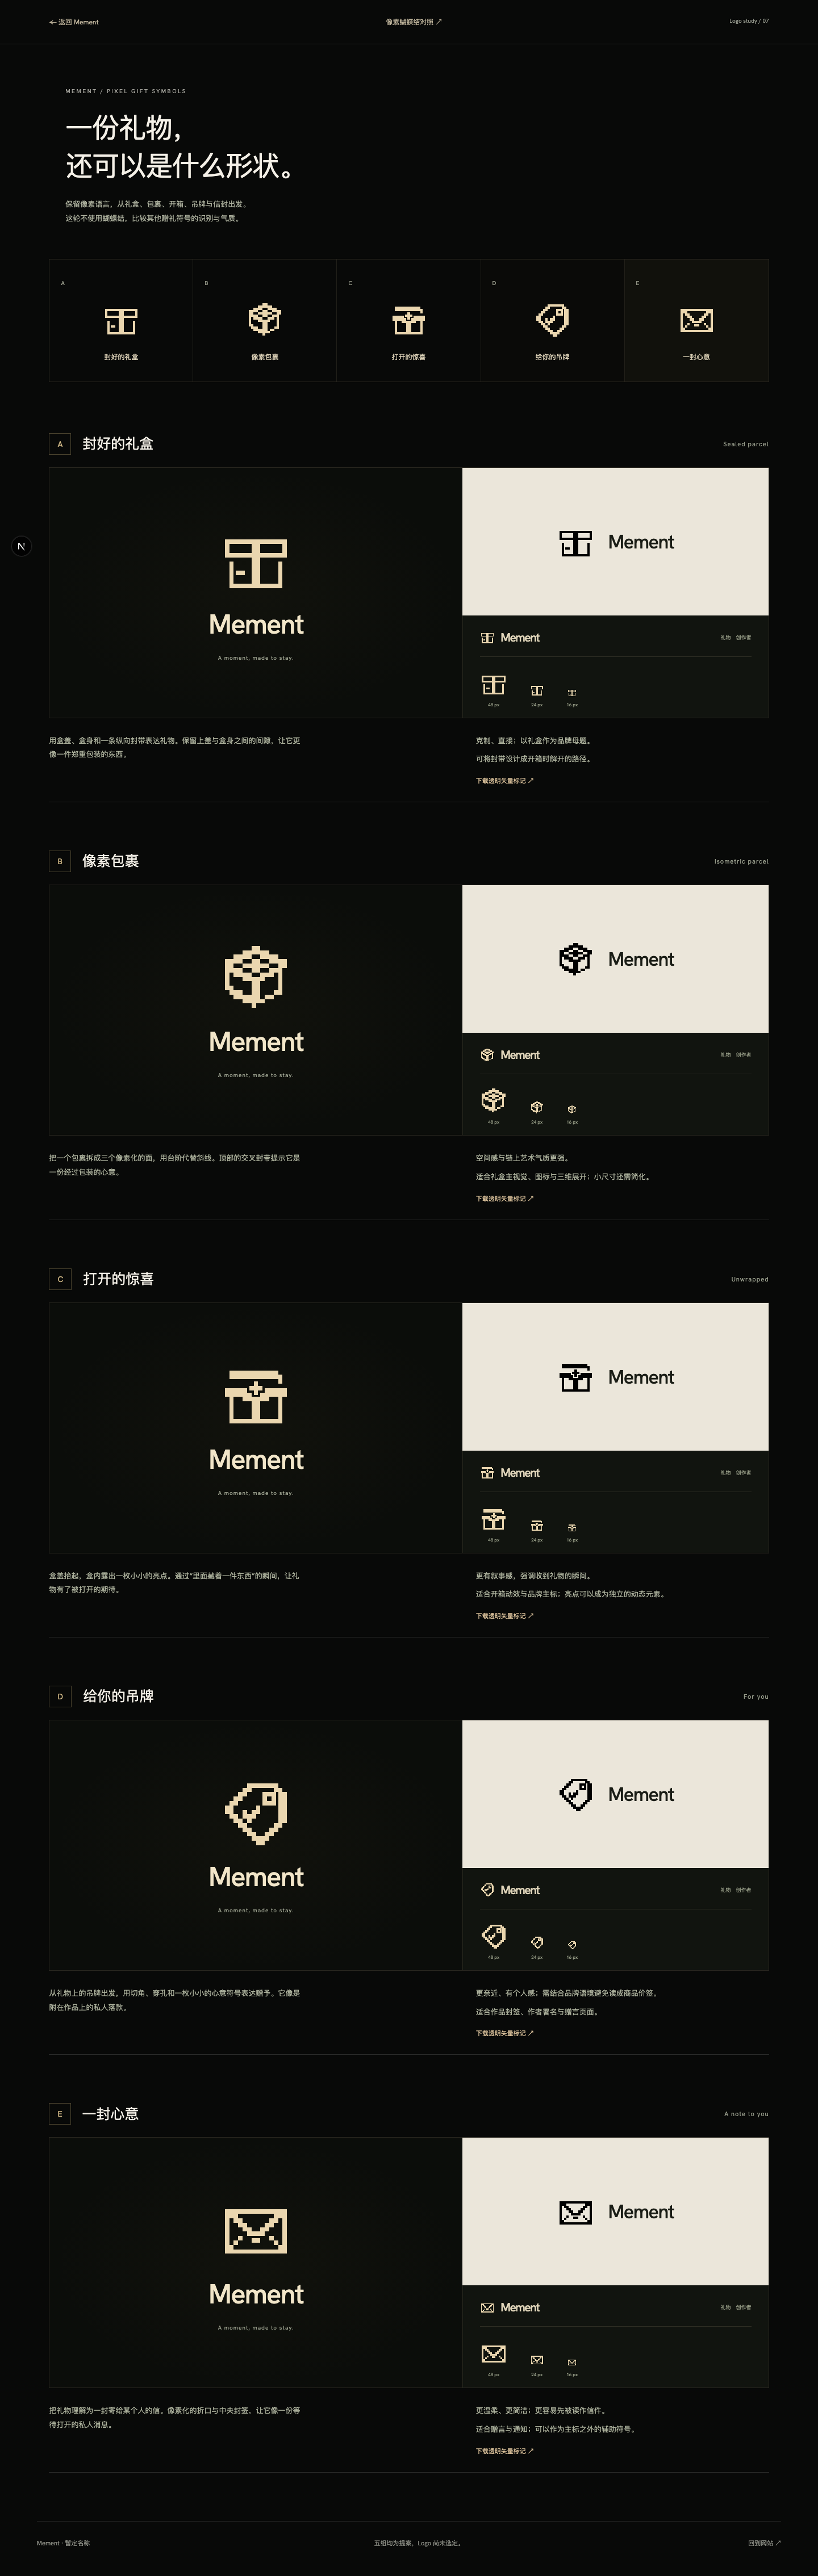 ← 返回 Mement
像素蝴蝶结对照 ↗
Logo study / 07
MEMENT / PIXEL GIFT SYMBOLS
一份礼物，
还可以是什么形状。
保留像素语言，从礼盒、包裹、开箱、吊牌与信封出发。
这轮不使用蝴蝶结，比较其他赠礼符号的识别与气质。
A
封好的礼盒
B
像素包裹
C
打开的惊喜
D
给你的吊牌
E
一封心意
A
封好的礼盒
Sealed parcel
N
Mement
A moment, made to stay.
Mement
Mement
礼物 创作者
48 px
24 px
16 px
用盒盖、盒身和一条纵向封带表达礼物。保留上盖与盒身之间的间隙，让它更
像一件郑重包装的东西。
克制、直接；以礼盒作为品牌母题。
可将封带设计成开箱时解开的路径。
下载透明矢量标记 ↗
B
像素包裹
Isometric parcel
Mement
A moment, made to stay.
Mement
Mement
礼物 创作者
48 px
24 px
16 px
把一个包裹拆成三个像素化的面，用台阶代替斜线。顶部的交叉封带提示它是
一份经过包装的心意。
空间感与链上艺术气质更强。
适合礼盒主视觉、图标与三维展开；小尺寸还需简化。
下载透明矢量标记 ↗
C
打开的惊喜
Unwrapped
Mement
A moment, made to stay.
Mement
Mement
礼物 创作者
48 px
24 px
16 px
盒盖抬起，盒内露出一枚小小的亮点。通过“里面藏着一件东西”的瞬间，让礼
物有了被打开的期待。
更有叙事感，强调收到礼物的瞬间。
适合开箱动效与品牌主标；亮点可以成为独立的动态元素。
下载透明矢量标记 ↗
D
给你的吊牌
For you
Mement
A moment, made to stay.
Mement
Mement
礼物 创作者
48 px
24 px
16 px
从礼物上的吊牌出发，用切角、穿孔和一枚小小的心意符号表达赠予。它像是
附在作品上的私人落款。
更亲近、有个人感；需结合品牌语境避免读成商品价签。
适合作品封签、作者署名与赠言页面。
下载透明矢量标记 ↗
E
一封心意
A note to you
Mement
A moment, made to stay.
Mement
Mement
礼物 创作者
48 px
24 px
16 px
把礼物理解为一封寄给某个人的信。像素化的折口与中央封签，让它像一份等
待打开的私人消息。
更温柔、更简洁；更容易先被读作信件。
适合赠言与通知；可以作为主标之外的辅助符号。
下载透明矢量标记 ↗
Mement · 暂定名称
五组均为提案，Logo 尚未选定。
回到网站 ↗